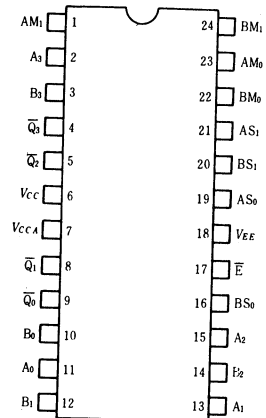 AM₁ 1 24 BM₁
A₃ 2 23 AM₀
B₃ 3 22 BM₀
Q̅₃ 4 21 AS₁
Q̅₂ 5 20 BS₁
VCC 6 19 AS₀
VCCA 7 18 VEE
Q̅₁ 8 17 E̅
Q̅₀ 9 16 BS₀
B₀ 10 15 A₂
A₀ 11 14 B₂
B₁ 12 13 A₁